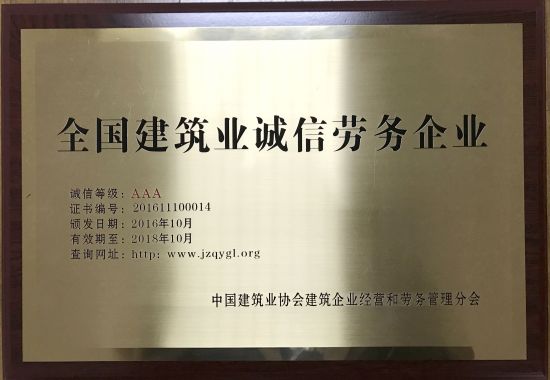 全国建筑业诚信劳务企业
诚信等级：AAA
证书编号：201611100014
颁发日期：2016年10月
有效期至：2018年10月
查询网址：http: www.jzqygl.org
中国建筑业协会建筑企业经营和劳务管理分会